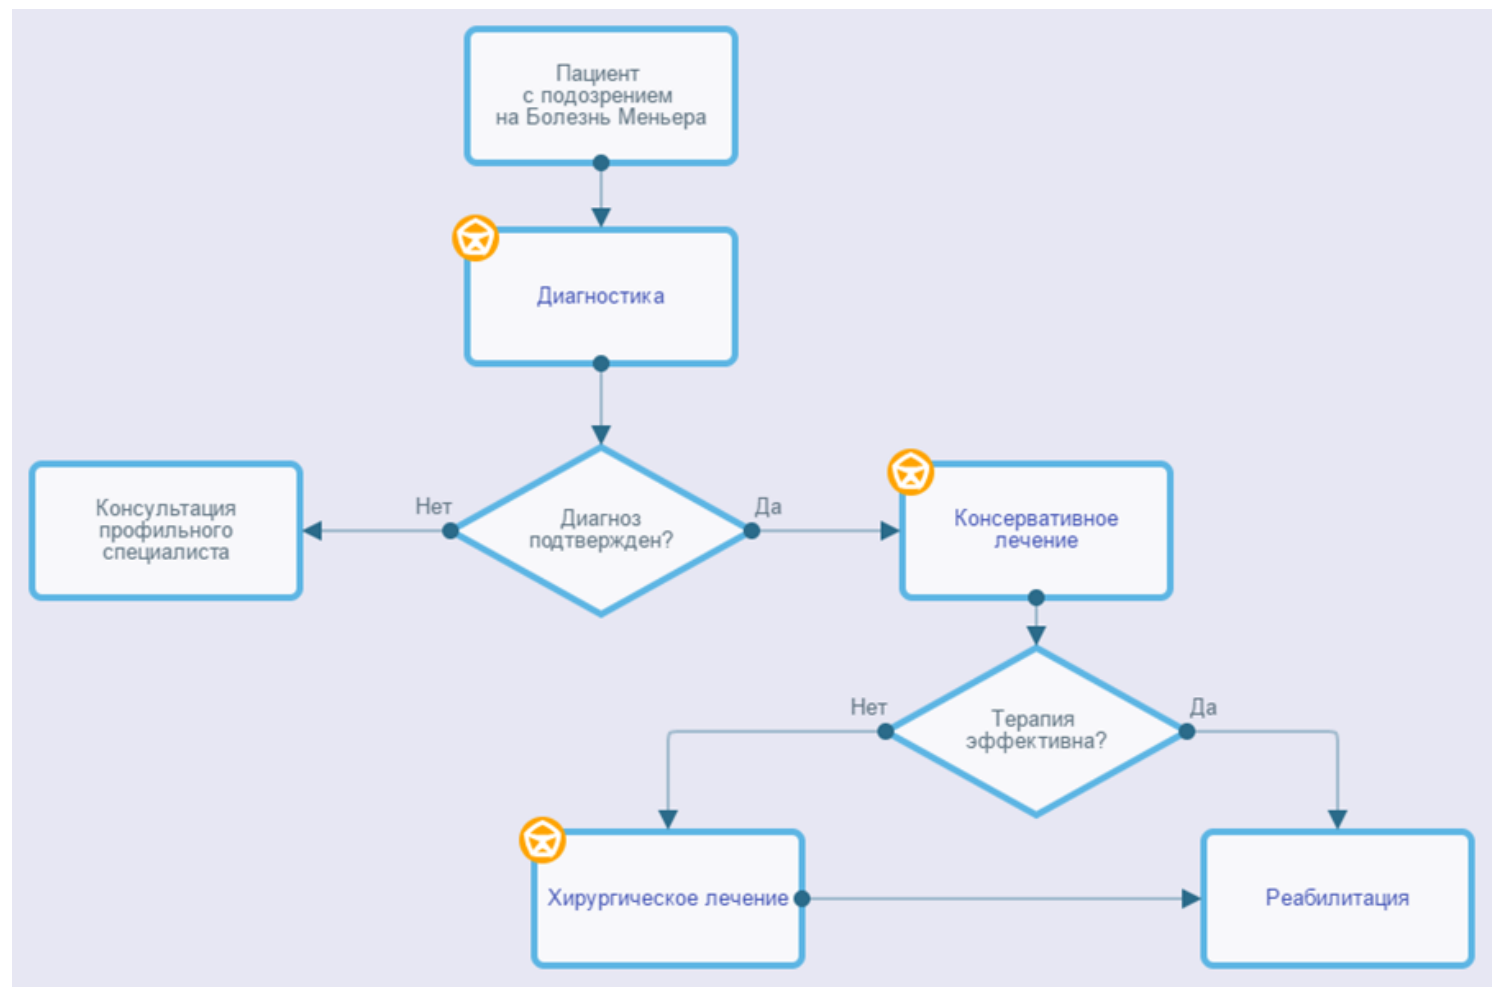 Пациент
с подозрением
на Болезнь Меньера
Диагностика
Консультация
профильного
специалиста
Нет
Диагноз
подтвержден?
Да
Консервативное
лечение
Нет
Терапия
эффективна?
Да
Хирургическое лечение
Реабилитация